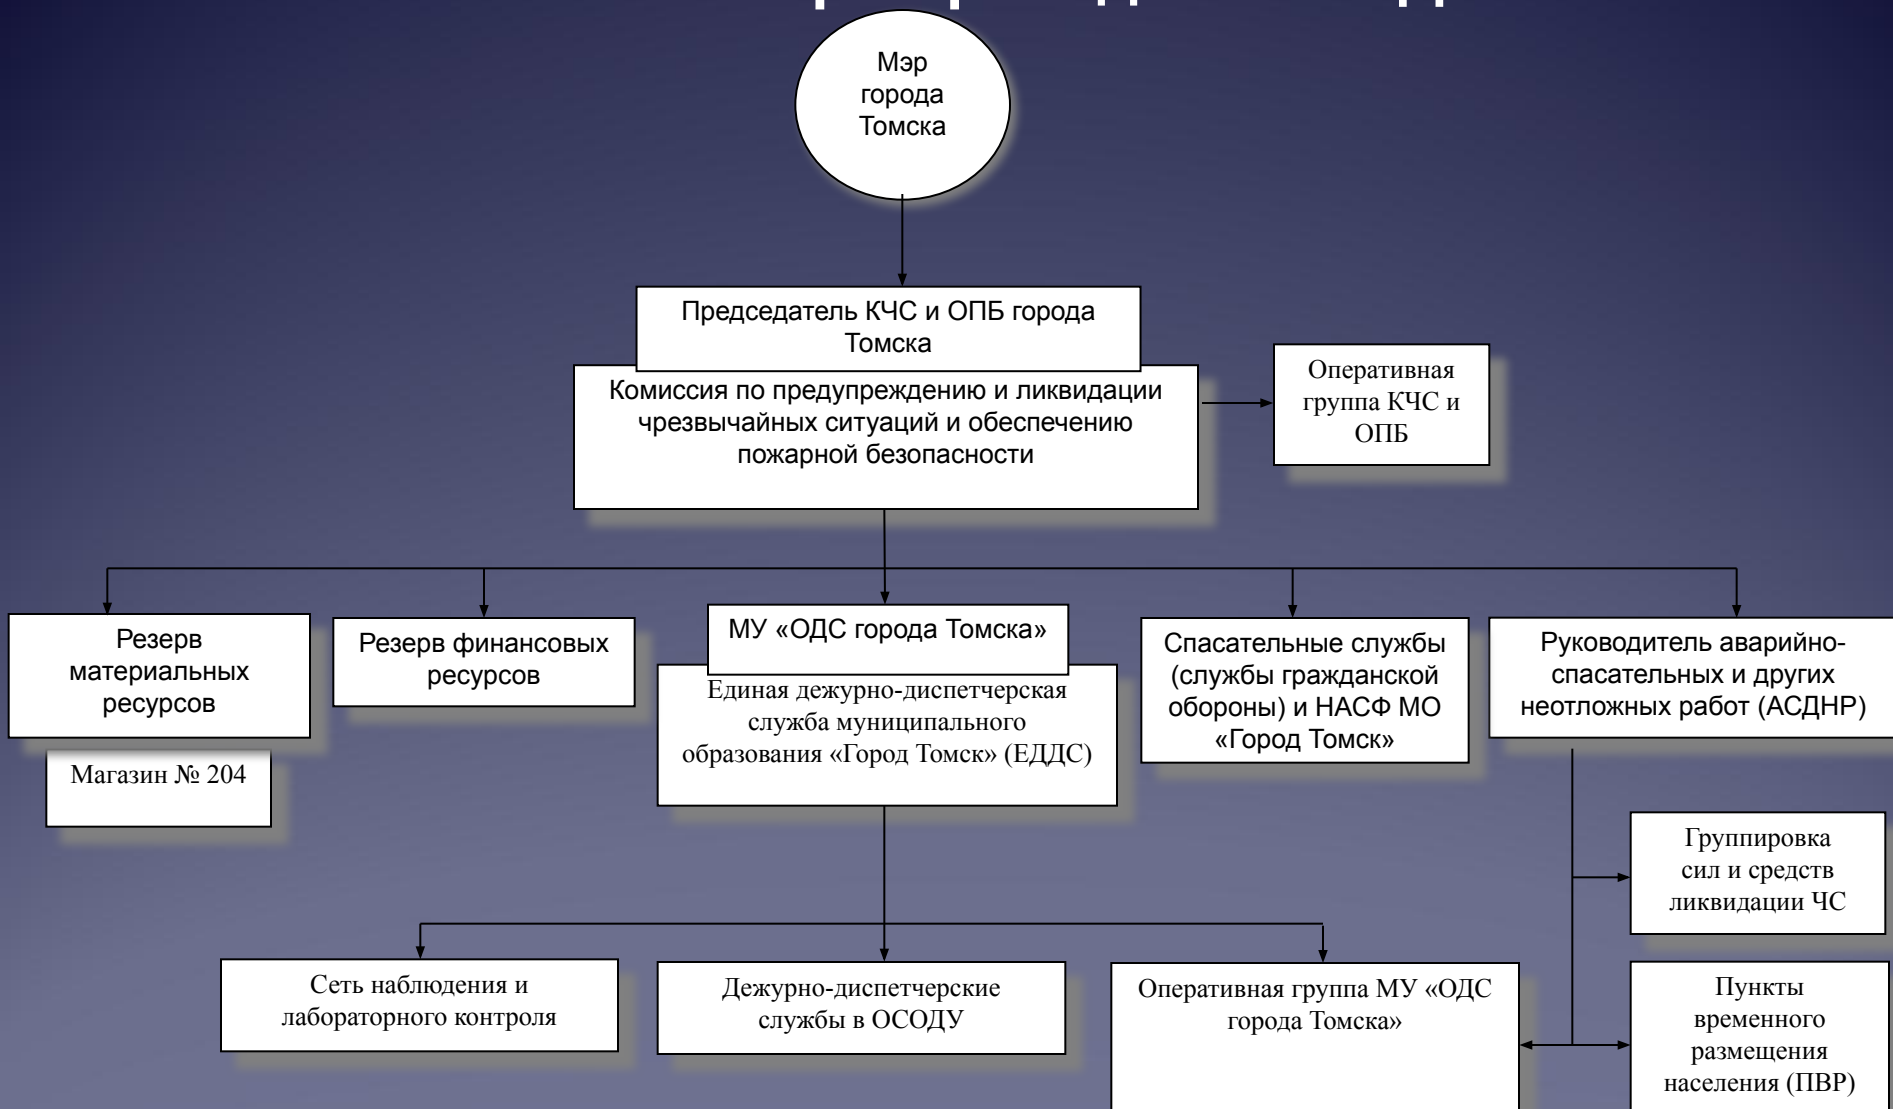 Мэр
города
Томска
Председатель КЧС и ОПБ города
Томска
Комиссия по предупреждению и ликвидации
чрезвычайных ситуаций и обеспечению
пожарной безопасности
Оперативная
группа КЧС и
ОПБ
Резерв
материальных
ресурсов
Магазин № 204
Резерв финансовых
ресурсов
МУ «ОДС города Томска»
Единая дежурно-диспетчерская
служба муниципального
образования «Город Томск» (ЕДДС)
Спасательные службы
(службы гражданской
обороны) и НАСФ МО
«Город Томск»
Руководитель аварийно-
спасательных и других
неотложных работ (АСДНР)
Группировка
сил и средств
ликвидации ЧС
Сеть наблюдения и
лабораторного контроля
Дежурно-диспетчерские
службы в ОСОДУ
Оперативная группа МУ «ОДС
города Томска»
Пункты
временного
размещения
населения (ПВР)